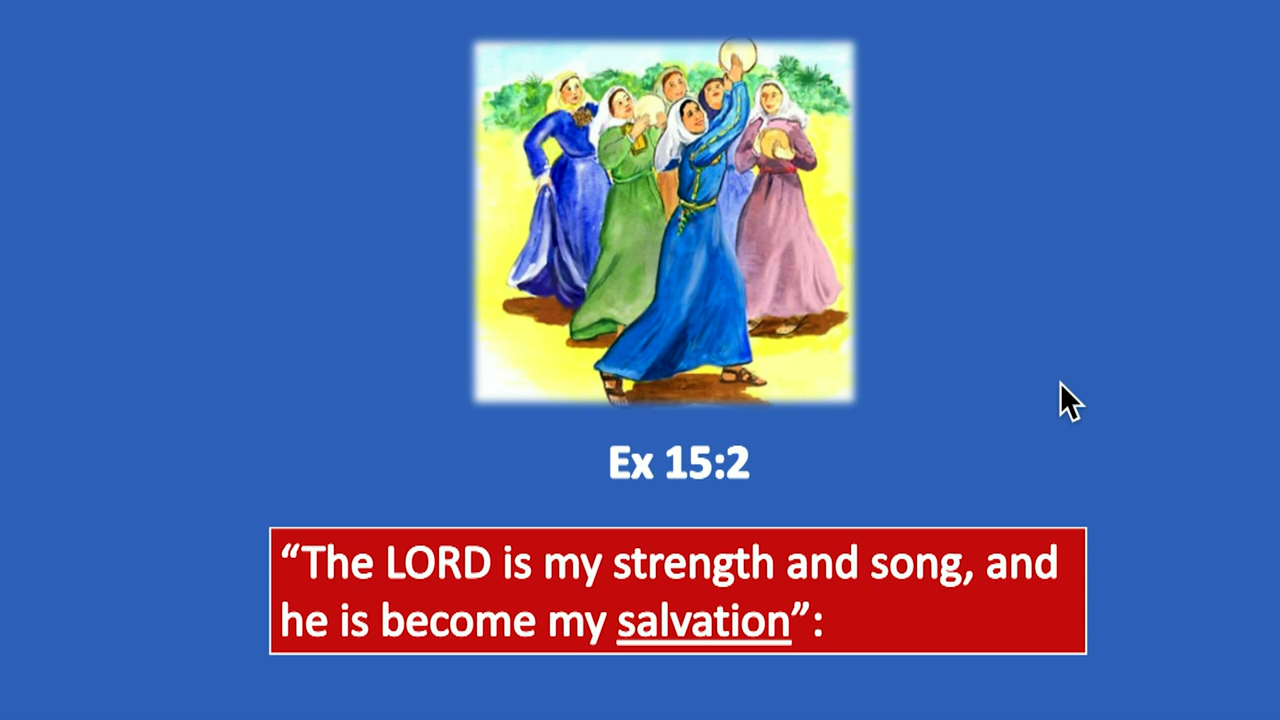 Ex 15:2
“The LORD is my strength and song, and
he is become my salvation”: